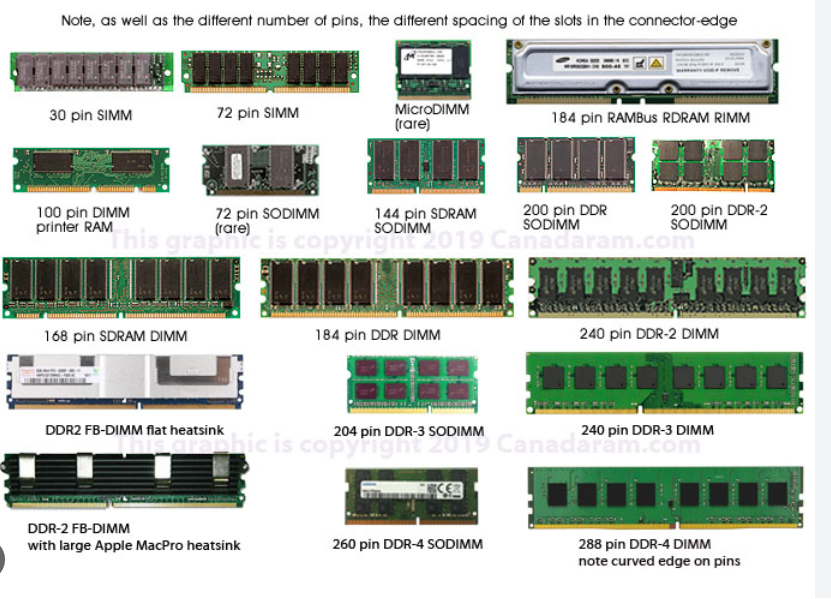 Note, as well as the different number of pins, the different spacing of the slots in the connector-edge
30 pin SIMM
72 pin SIMM
MicroDIMM
(rare)
184 pin RAMBus RDRAM RIMM
100 pin DIMM
printer RAM
72 pin SODIMM
(rare)
144 pin SDRAM
SODIMM
200 pin DDR
SODIMM
200 pin DDR-2
SODIMM
This graphic is copyright 2019 Canadaram.com
168 pin SDRAM DIMM
184 pin DDR DIMM
240 pin DDR-2 DIMM
DDR2 FB-DIMM flat heatsink
204 pin DDR-3 SODIMM
240 pin DDR-3 DIMM
This graphic is copyright 2019 Canadaram.com
DDR-2 FB-DIMM
with large Apple MacPro heatsink
260 pin DDR-4 SODIMM
288 pin DDR-4 DIMM
note curved edge on pins